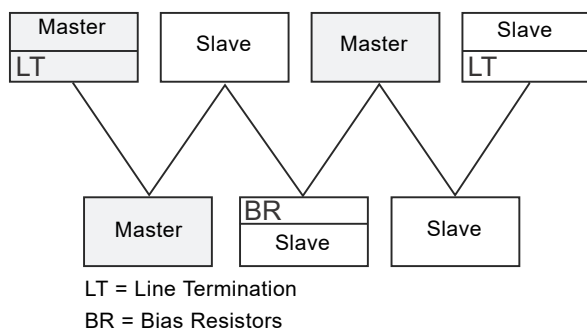 Master
LT
Slave
Master
Slave
LT
Master
BR
Slave
Slave
LT = Line Termination
BR = Bias Resistors